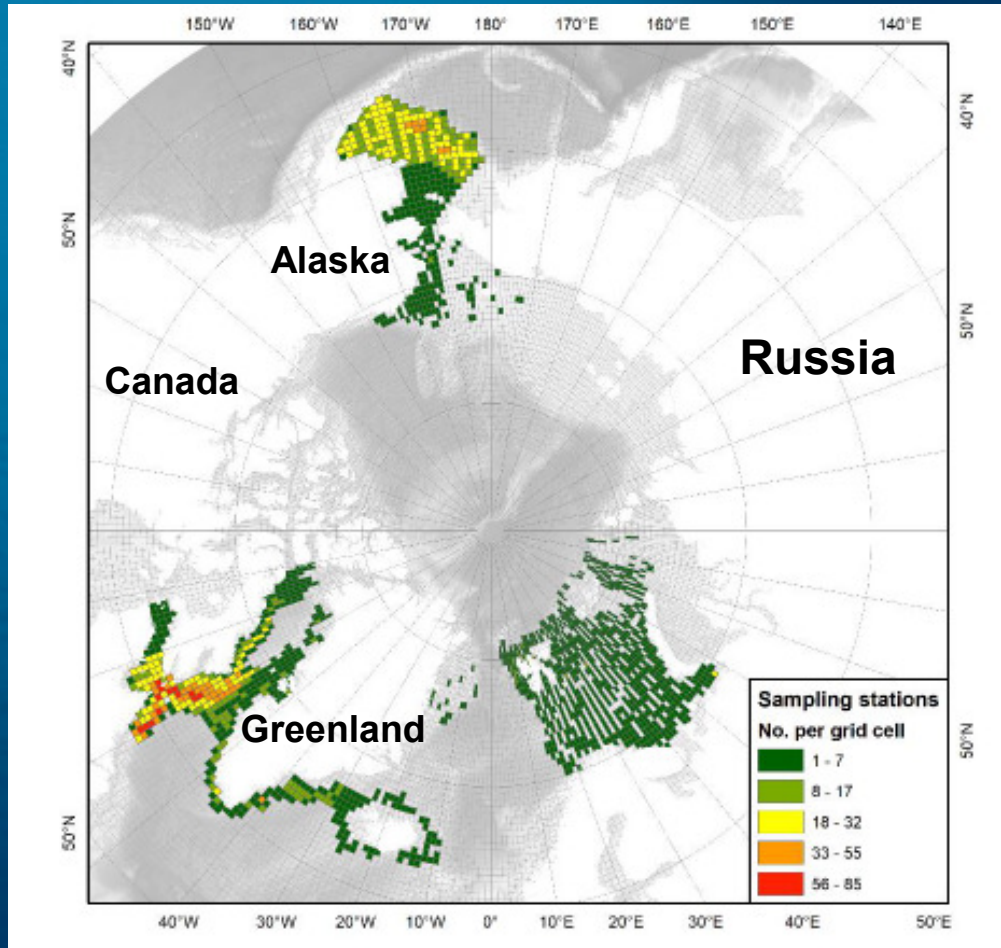 150°W 160°W 170°W 180° 170°E 160°E 150°E 140°E
40°N
40°N
50°N
Alaska
50°N
Russia
Canada
Sampling stations
No. per grid cell
Greenland
50°N
1 - 7
8 - 17
50°N
18 - 32
33 - 55
56 - 85
40°W 30°W 20°W 10°W 0° 10°E 20°E 30°E 40°E 50°E